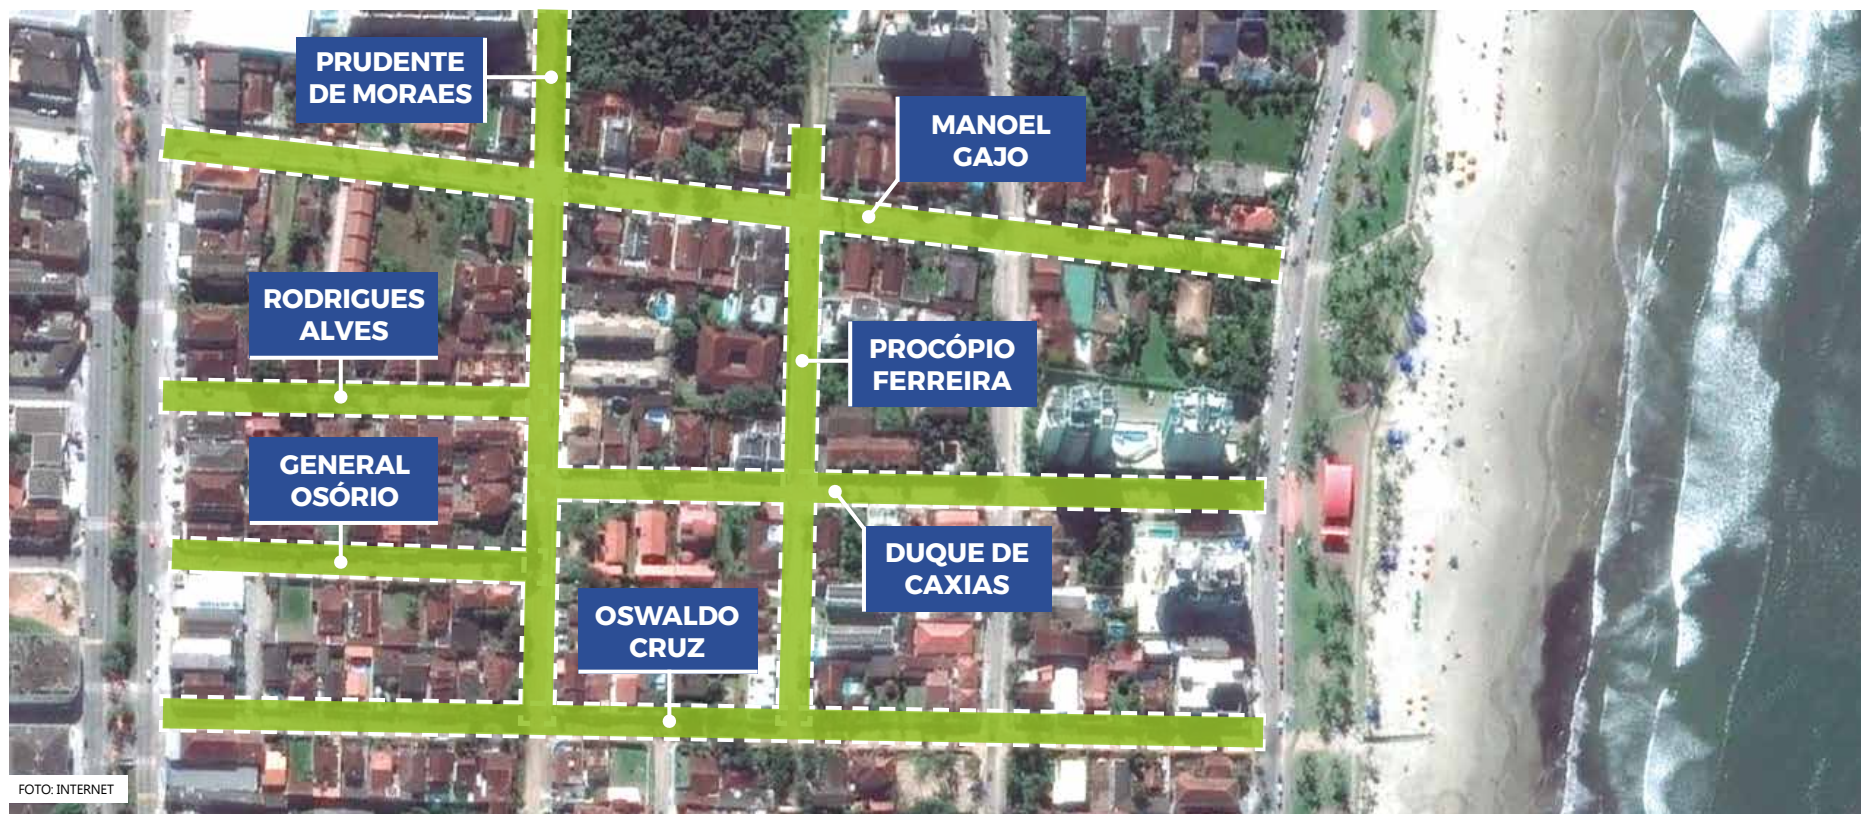 PRUDENTE
DE MORAES
MANOEL
GAJO
RODRIGUES
ALVES
PROCÓPIO
FERREIRA
GENERAL
OSÓRIO
DUQUE DE
CAXIAS
OSWALDO
CRUZ
FOTO: INTERNET